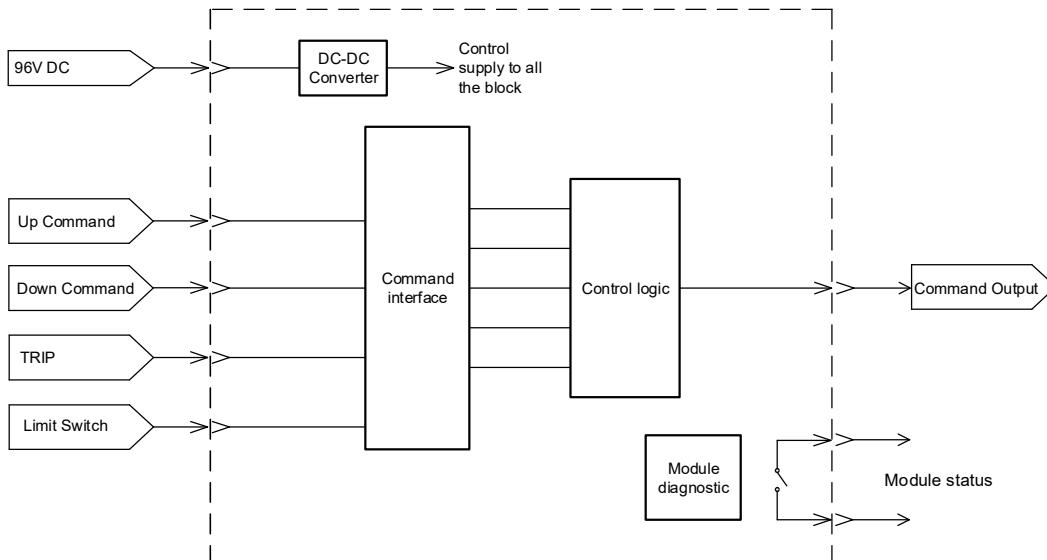 96V DC
DC-DC
Converter
Control
supply to all
the block
Up Command
Down Command
TRIP
Limit Switch
Command
interface
Control logic
Command Output
Module
diagnostic
Module status